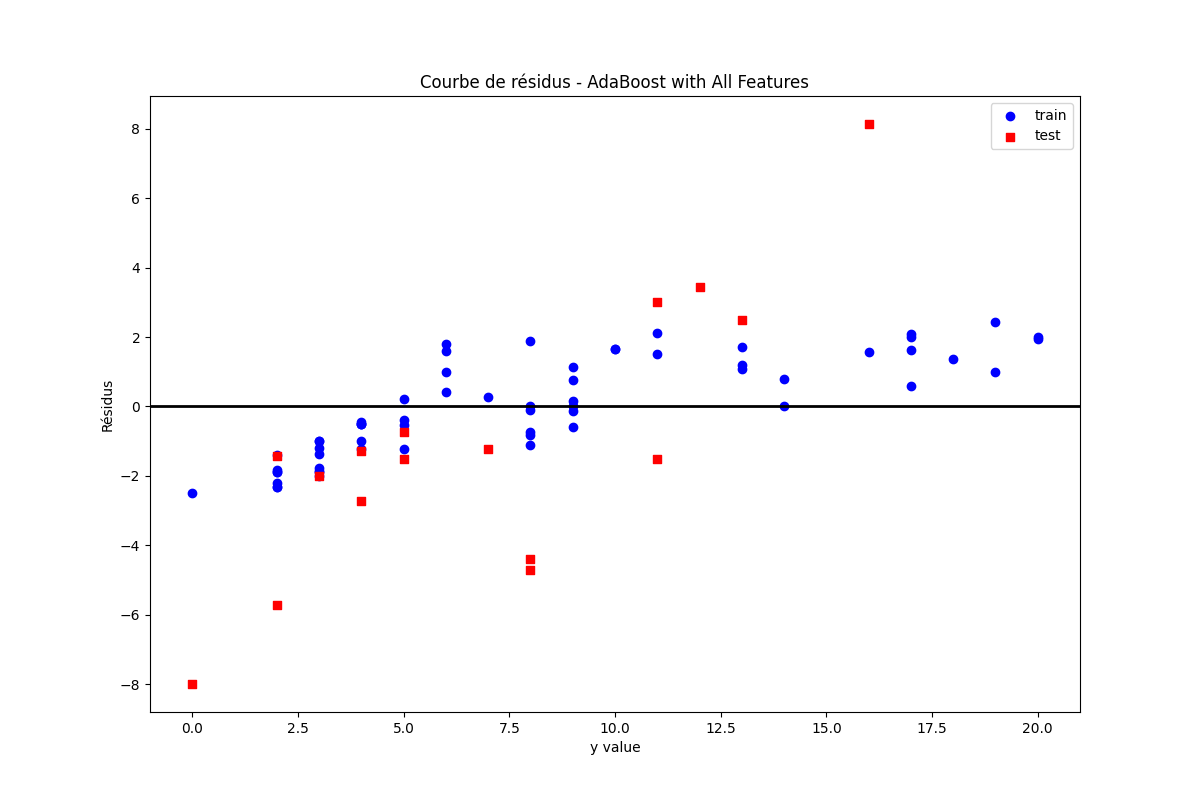 Courbe de résidus - AdaBoost with All Features
train
test
8
6
4
2
0
−2
−4
−6
−8
Résidus
0.0 2.5 5.0 7.5 10.0 12.5 15.0 17.5 20.0
y value